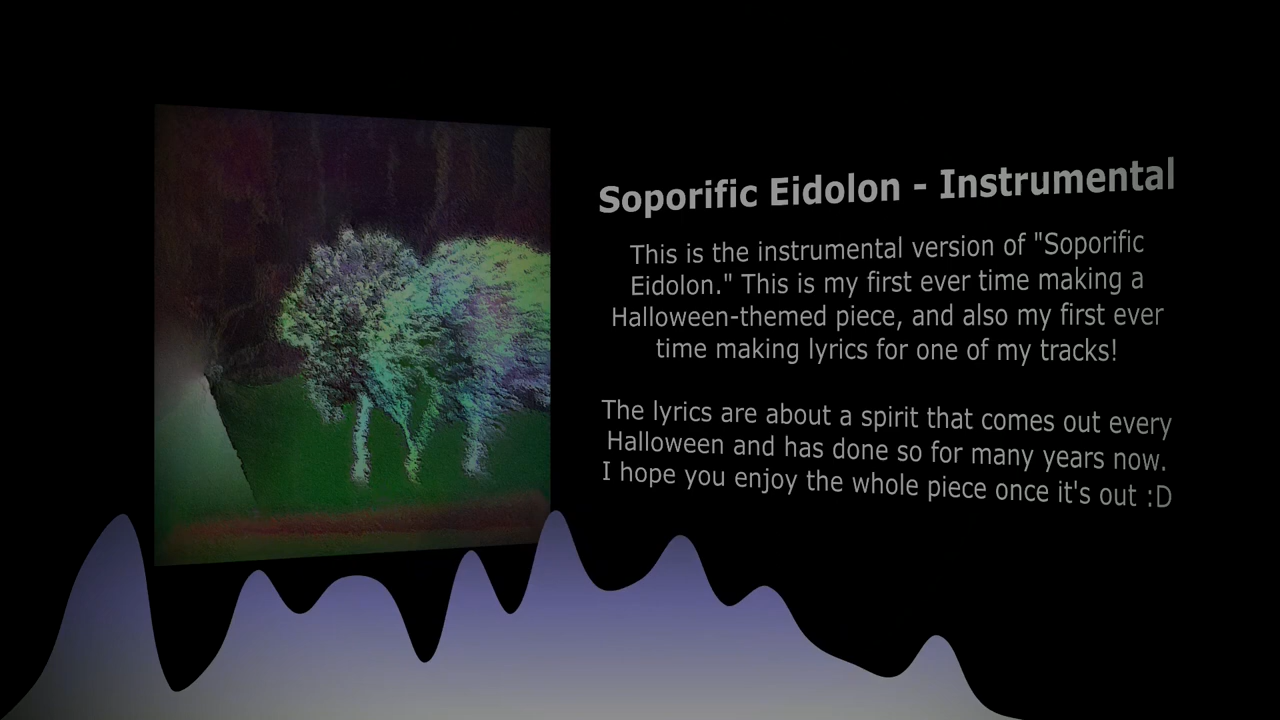 Soporific Eidolon - Instrumental
This is the instrumental version of "Soporific
Eidolon." This is my first ever time making a
Halloween-themed piece, and also my first ever
time making lyrics for one of my tracks!
The lyrics are about a spirit that comes out every
Halloween and has done so for many years now.
I hope you enjoy the whole piece once it's out :D